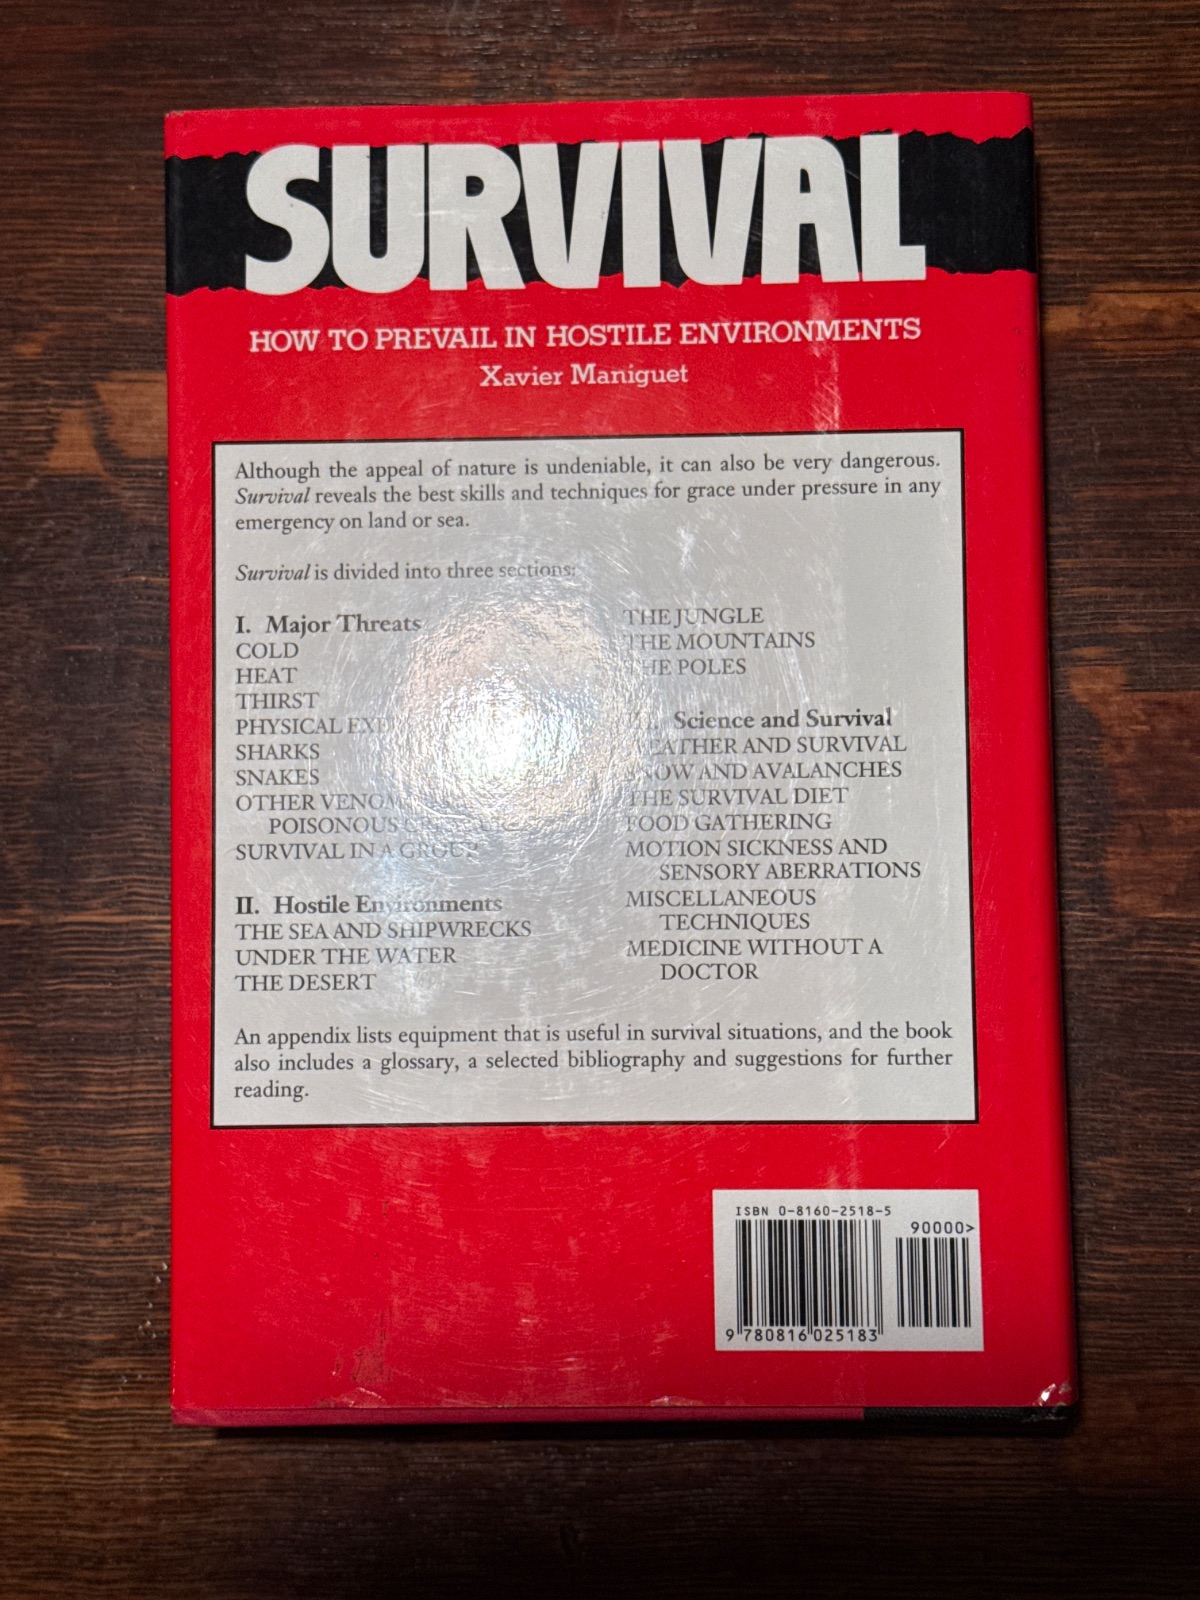 SURVIVAL
HOW TO PREVAIL IN HOSTILE ENVIRONMENTS
Xavier Maniguet
Although the appeal of nature is undeniable, it can also be very dangerous.
Survival reveals the best skills and techniques for grace under pressure in any
emergency on land or sea.
Survival is divided into three sections:
I. Major Threats
COLD
HEAT
THIRST
PHYSICAL
SHARKS
SNAKES
OTHER
POISONOUS
SURVIVAL IN A GROUP
II. Hostile Environments
THE SEA AND SHIPWRECKS
UNDER THE WATER
THE DESERT
THE JUNGLE
THE MOUNTAINS
THE POLES
III. Science and Survival
WEATHER AND SURVIVAL
SNOW AND AVALANCHES
THE SURVIVAL DIET
FOOD GATHERING
MOTION SICKNESS AND
SENSORY ABERRATIONS
MISCELLANEOUS
TECHNIQUES
MEDICINE WITHOUT A
DOCTOR
An appendix lists equipment that is useful in survival situations, and the book
also includes a glossary, a selected bibliography and suggestions for further
reading.
ISBN 0-8160-2518-5
90000>
9 780816 025183